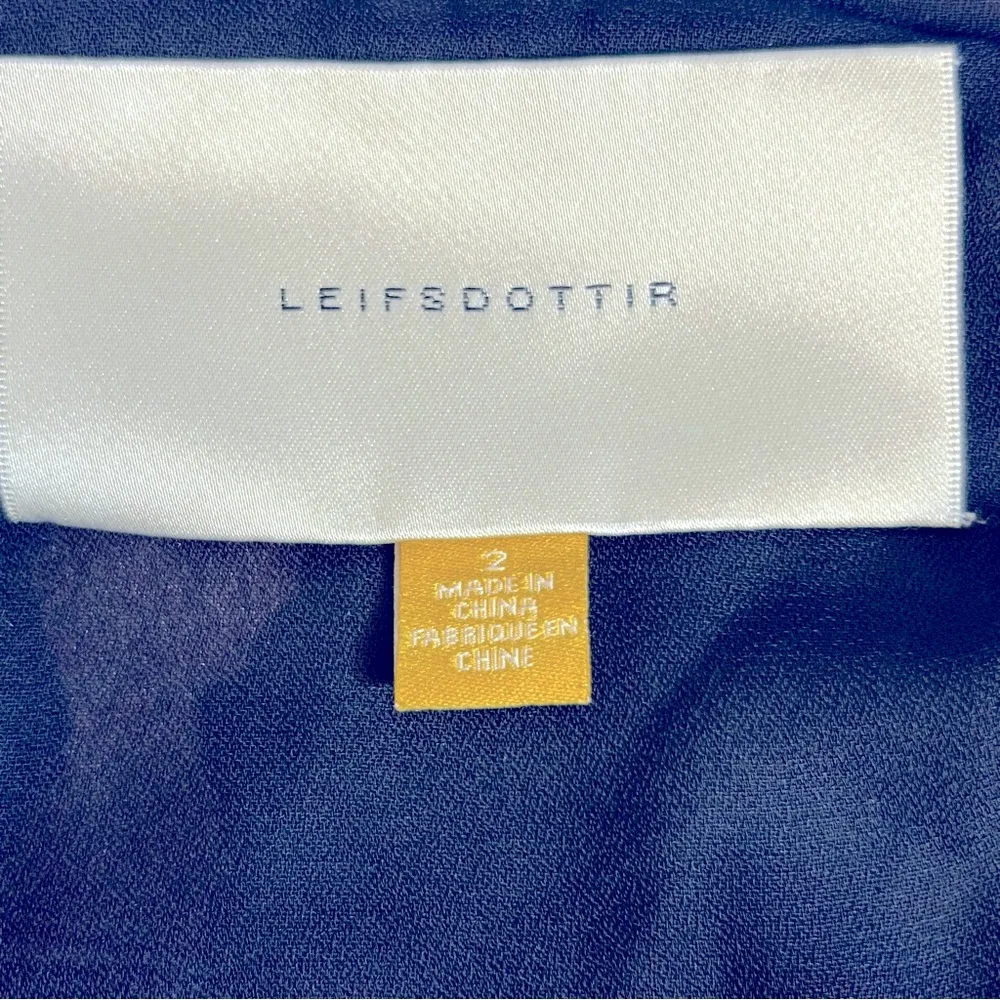 LEIFSDOTTIR
2
MADE IN
CHINA
FABRIQUE EN
CHINE